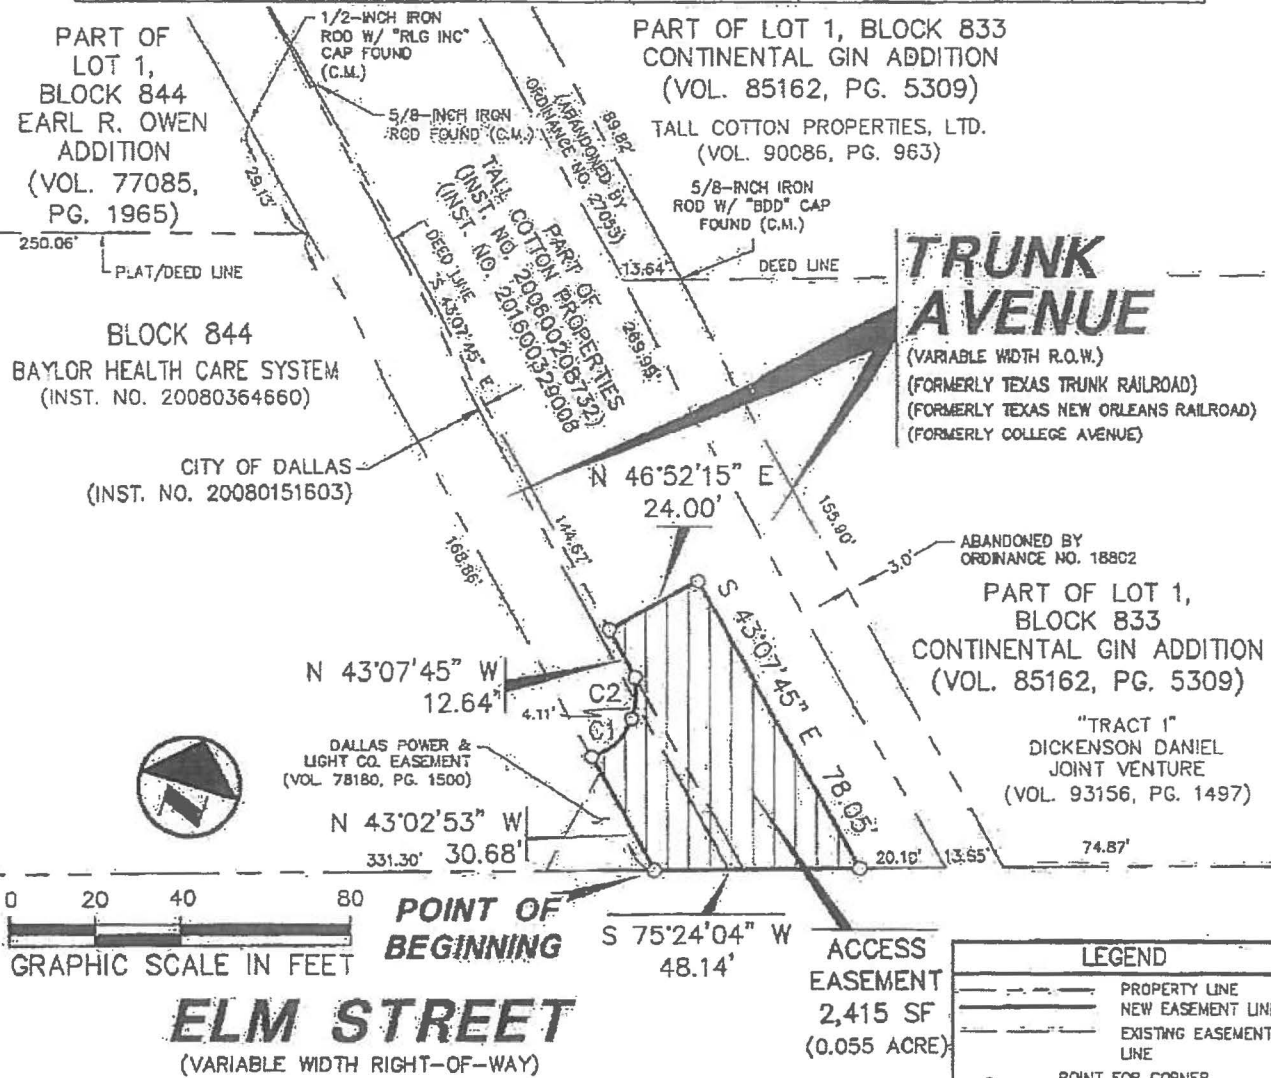 PART OF
LOT 1,
BLOCK 844
EARL R. OWEN
ADDITION
(VOL. 77085,
PG. 1965)
1/2-INCH IRON
ROD W/ "RLG INC"
CAP FOUND
(C.M.)
5/8-INCH IRON
ROD FOUND (C.M.)
PART OF LOT 1, BLOCK 833
CONTINENTAL GIN ADDITION
(VOL. 85162, PG. 5309)
TALL COTTON PROPERTIES, LTD.
(VOL. 90086, PG. 963)
5/8-INCH IRON
ROD W/ "BDD" CAP
FOUND (C.M.)
89.82'
(ABANDONED BY
ORDINANCE NO. 27053)
29.13'
250.06'
PLAT/DEED LINE
13.64'
DEED LINE
PART OF
TALL COTTON PROPERTIES
(INST. NO. 200600208732)
(INST. NO. 201600329008
DEED LINE
S 43°07'45" E
269.99'
TRUNK
AVENUE
(VARIABLE WIDTH R.O.W.)
(FORMERLY TEXAS TRUNK RAILROAD)
(FORMERLY TEXAS NEW ORLEANS RAILROAD)
(FORMERLY COLLEGE AVENUE)
BLOCK 844
BAYLOR HEALTH CARE SYSTEM
(INST. NO. 20080364660)
CITY OF DALLAS
(INST. NO. 20080151603)
N 46°52'15" E
24.00'
144.67'
168.86'
155.90'
3.0'
ABANDONED BY
ORDINANCE NO. 18802
PART OF LOT 1,
BLOCK 833
CONTINENTAL GIN ADDITION
(VOL. 85162, PG. 5309)
"TRACT 1"
DICKENSON DANIEL
JOINT VENTURE
(VOL. 93156, PG. 1497)
S 43°07'45" E 78.05'
N 43°07'45" W
12.64'
4.11'
C2
C1
DALLAS POWER &
LIGHT CO. EASEMENT
(VOL. 78180, PG. 1500)
N 43°02'53" W
30.68'
331.30'
20.10'
13.65'
74.87'
0 20 40 80
GRAPHIC SCALE IN FEET
POINT OF
BEGINNING
S 75°24'04" W
48.14'
ACCESS
EASEMENT
2,415 SF
(0.055 ACRE)
ELM STREET
(VARIABLE WIDTH RIGHT-OF-WAY)
LEGEND
PROPERTY LINE
NEW EASEMENT LINE
EXISTING EASEMENT
LINE
POINT FOR CORNER